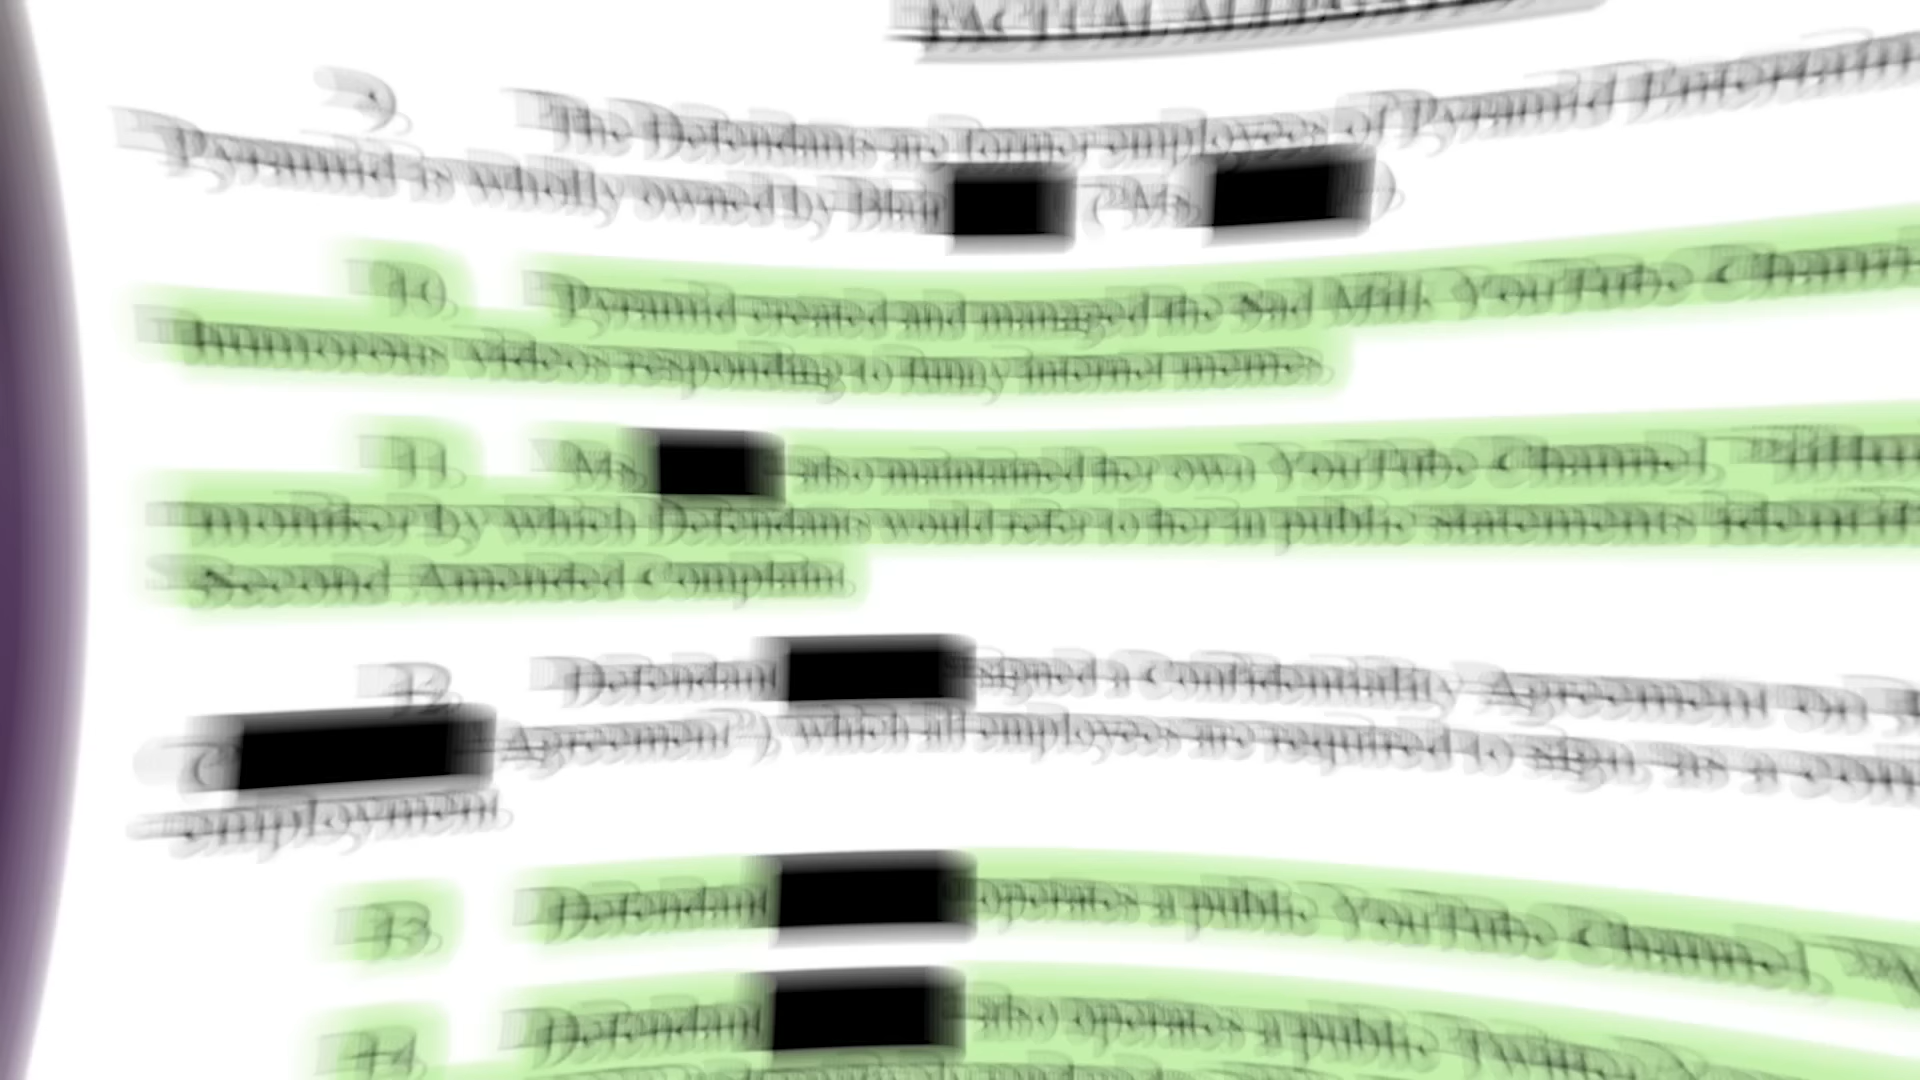 FACTUAL ALLEGATIONS
9. The Defendants are former employees of Pyramid Entertainment
Pyramid is wholly owned by Blair ("Ms. )
10. Pyramid created and managed the Sad Milk YouTube Channel
humorous videos responding to funny internet memes.
11. Ms. also maintained her own YouTube Channel,
moniker by which Defendants would refer to her in public statements identified
Second Amended Complaint.
12. Defendant signed a Confidentiality Agreement on
Agreement"), which all employees are required to sign, as a
employment.
13. Defendant operates a public YouTube Channel,
14. Defendant also operates a public Twitter